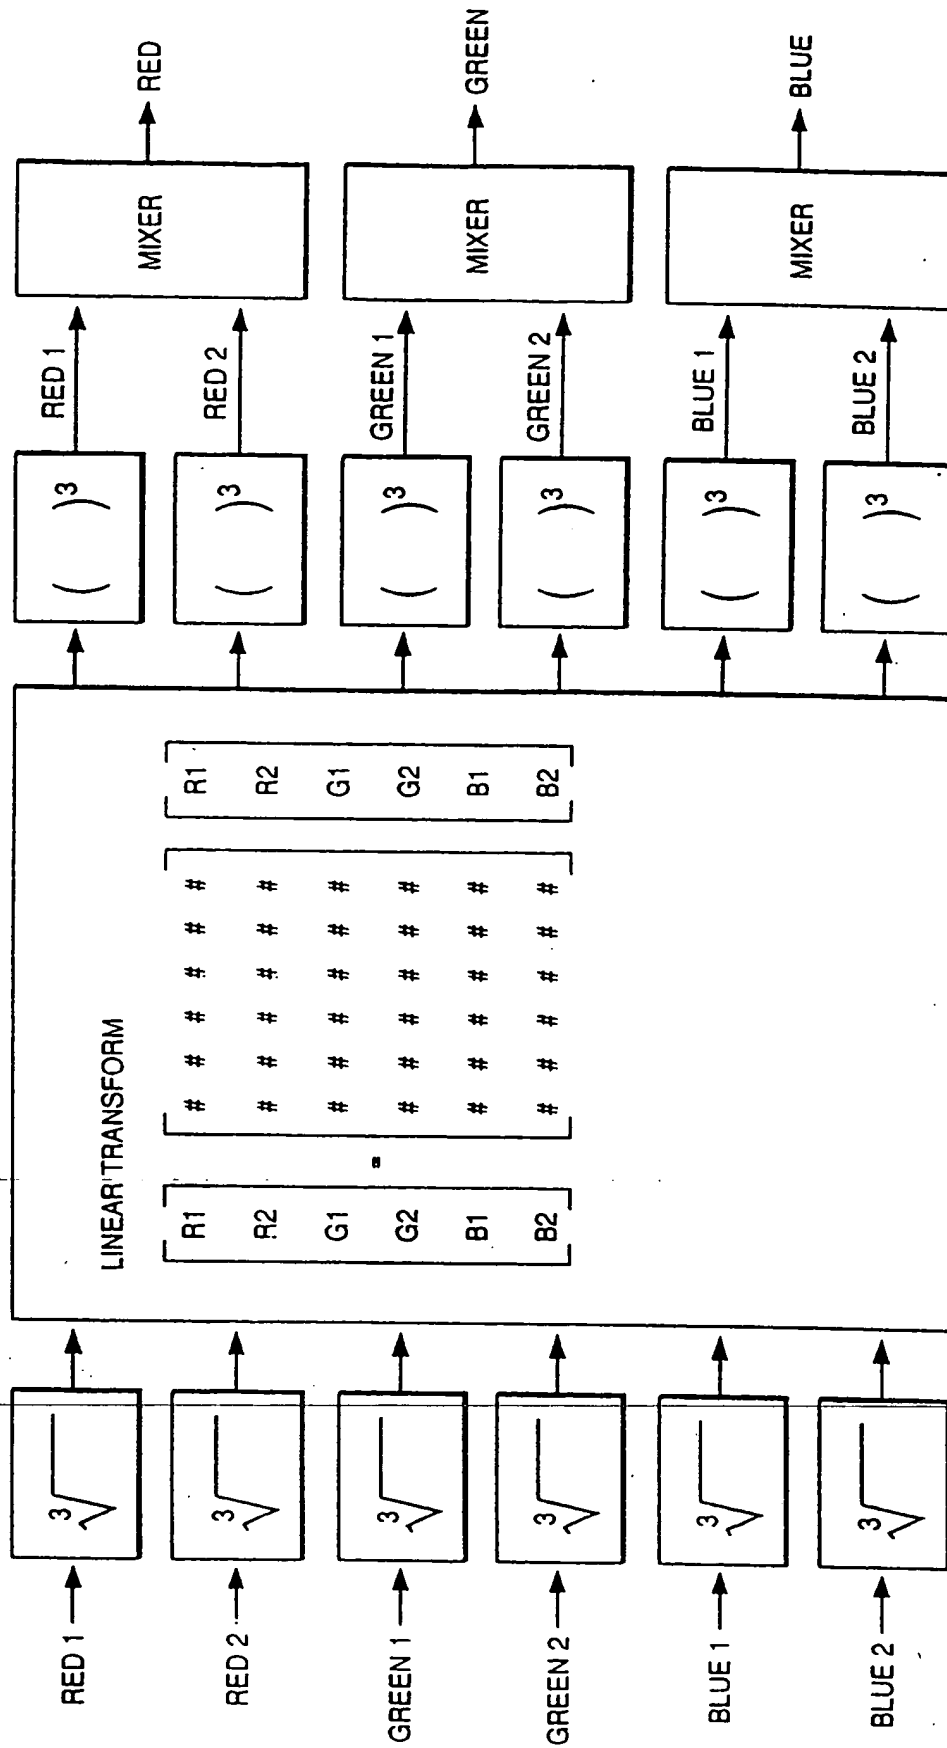 RED 1
RED 2
GREEN 1
GREEN 2
BLUE 1
BLUE 2
3√
3√
3√
3√
3√
3√
LINEAR TRANSFORM
R1 # # # # # # R1
R2 # # # # # # R2
G1 = # # # # # # G1
G2 # # # # # # G2
B1 # # # # # # B1
B2 # # # # # # B2
( )3
( )3
( )3
( )3
( )3
( )3
RED 1
RED 2
GREEN 1
GREEN 2
BLUE 1
BLUE 2
MIXER
MIXER
MIXER
RED
GREEN
BLUE